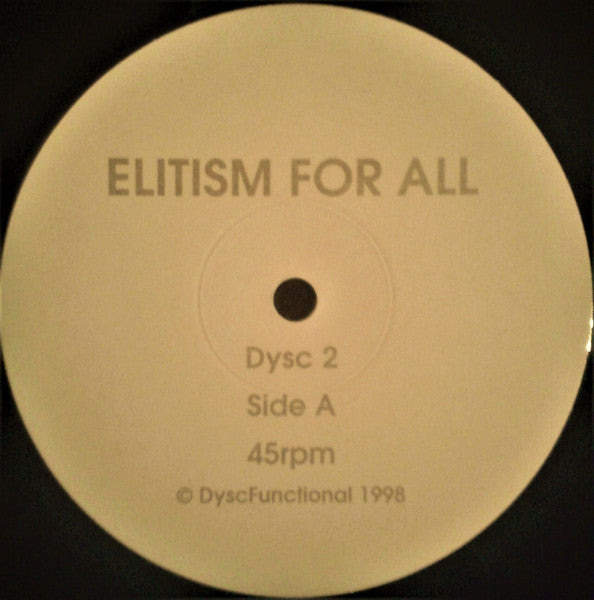 ELITISM FOR ALL
Dysc 2
Side A
45rpm
© DyscFunctional 1998